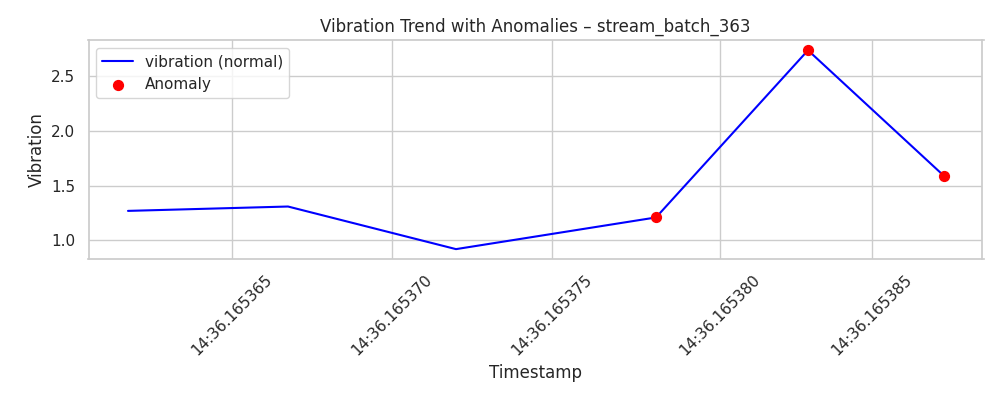 Vibration Trend with Anomalies – stream_batch_363
vibration (normal)
Anomaly
Vibration
2.5
2.0
1.5
1.0
14:36.165365
14:36.165370
14:36.165375
14:36.165380
14:36.165385
Timestamp